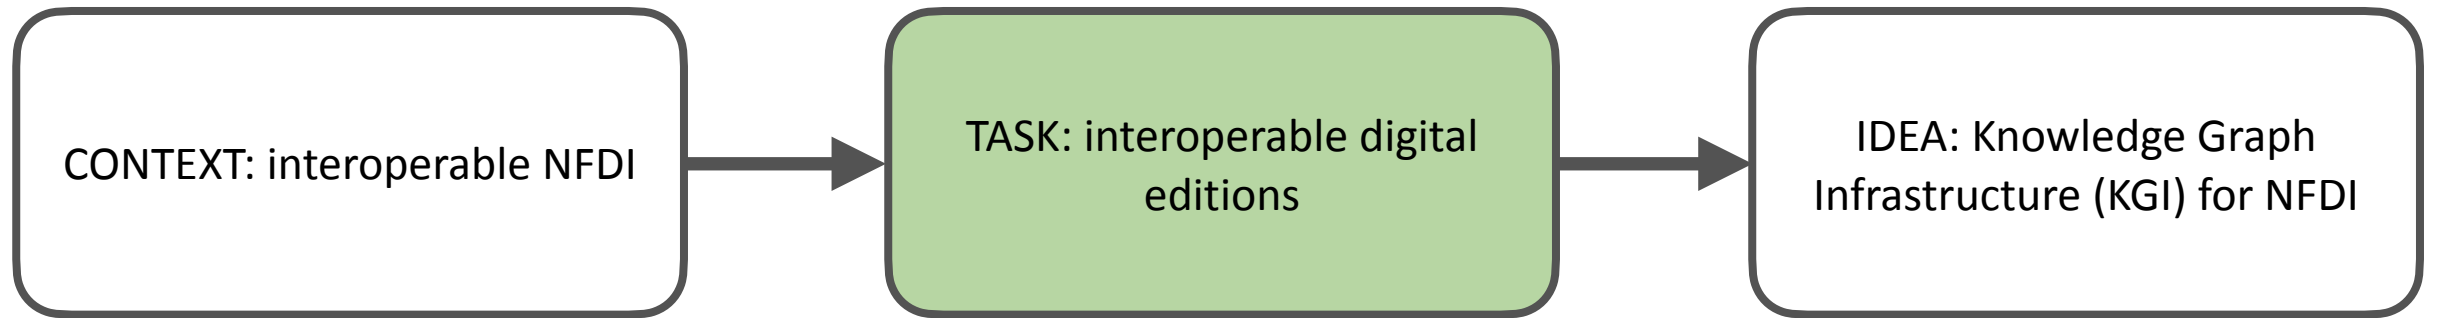 CONTEXT: interoperable NFDI
TASK: interoperable digital
editions
IDEA: Knowledge Graph
Infrastructure (KGI) for NFDI